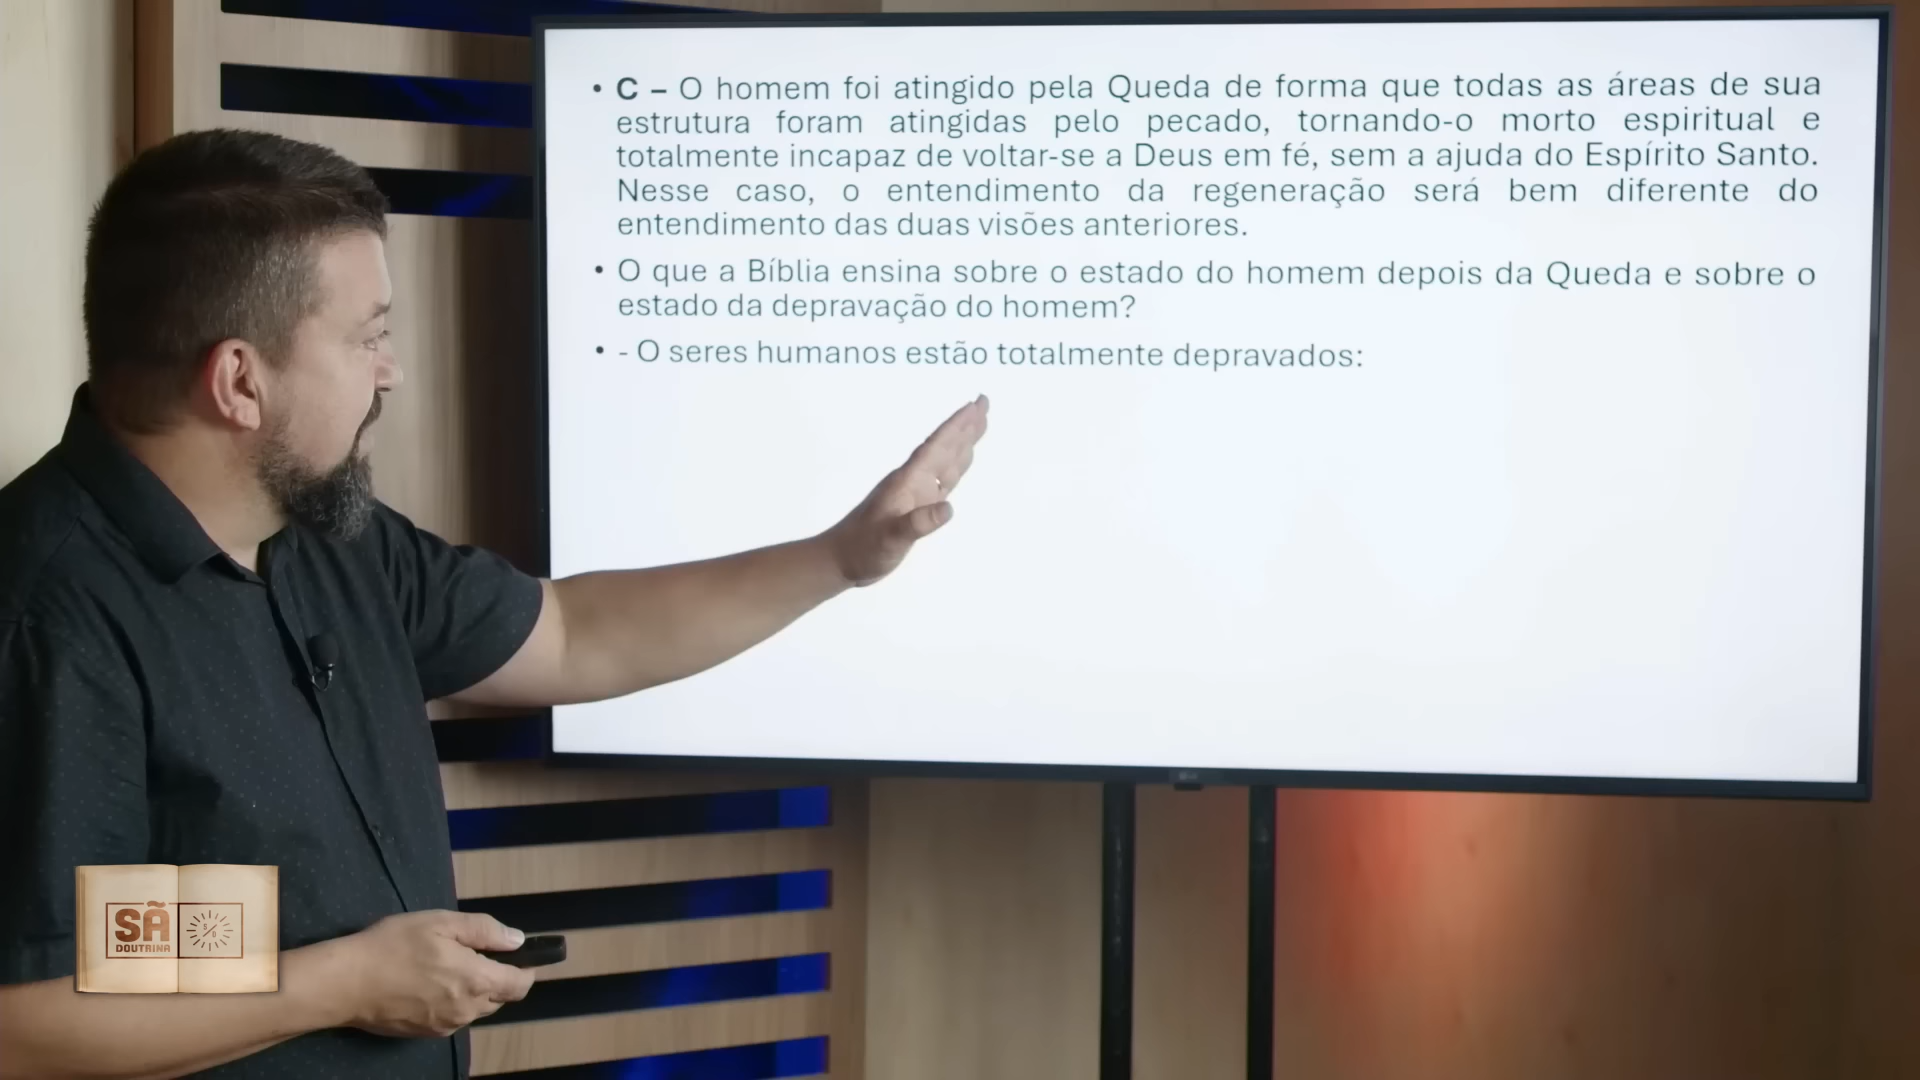 • C – O homem foi atingido pela Queda de forma que todas as áreas de sua
estrutura foram atingidas pelo pecado, tornando-o morto espiritual e
totalmente incapaz de voltar-se a Deus em fé, sem a ajuda do Espírito Santo.
Nesse caso, o entendimento da regeneração será bem diferente do
entendimento das duas visões anteriores.
• O que a Bíblia ensina sobre o estado do homem depois da Queda e sobre o
estado da depravação do homem?
• - O seres humanos estão totalmente depravados:
SÃ
DOUTRINA
S/D